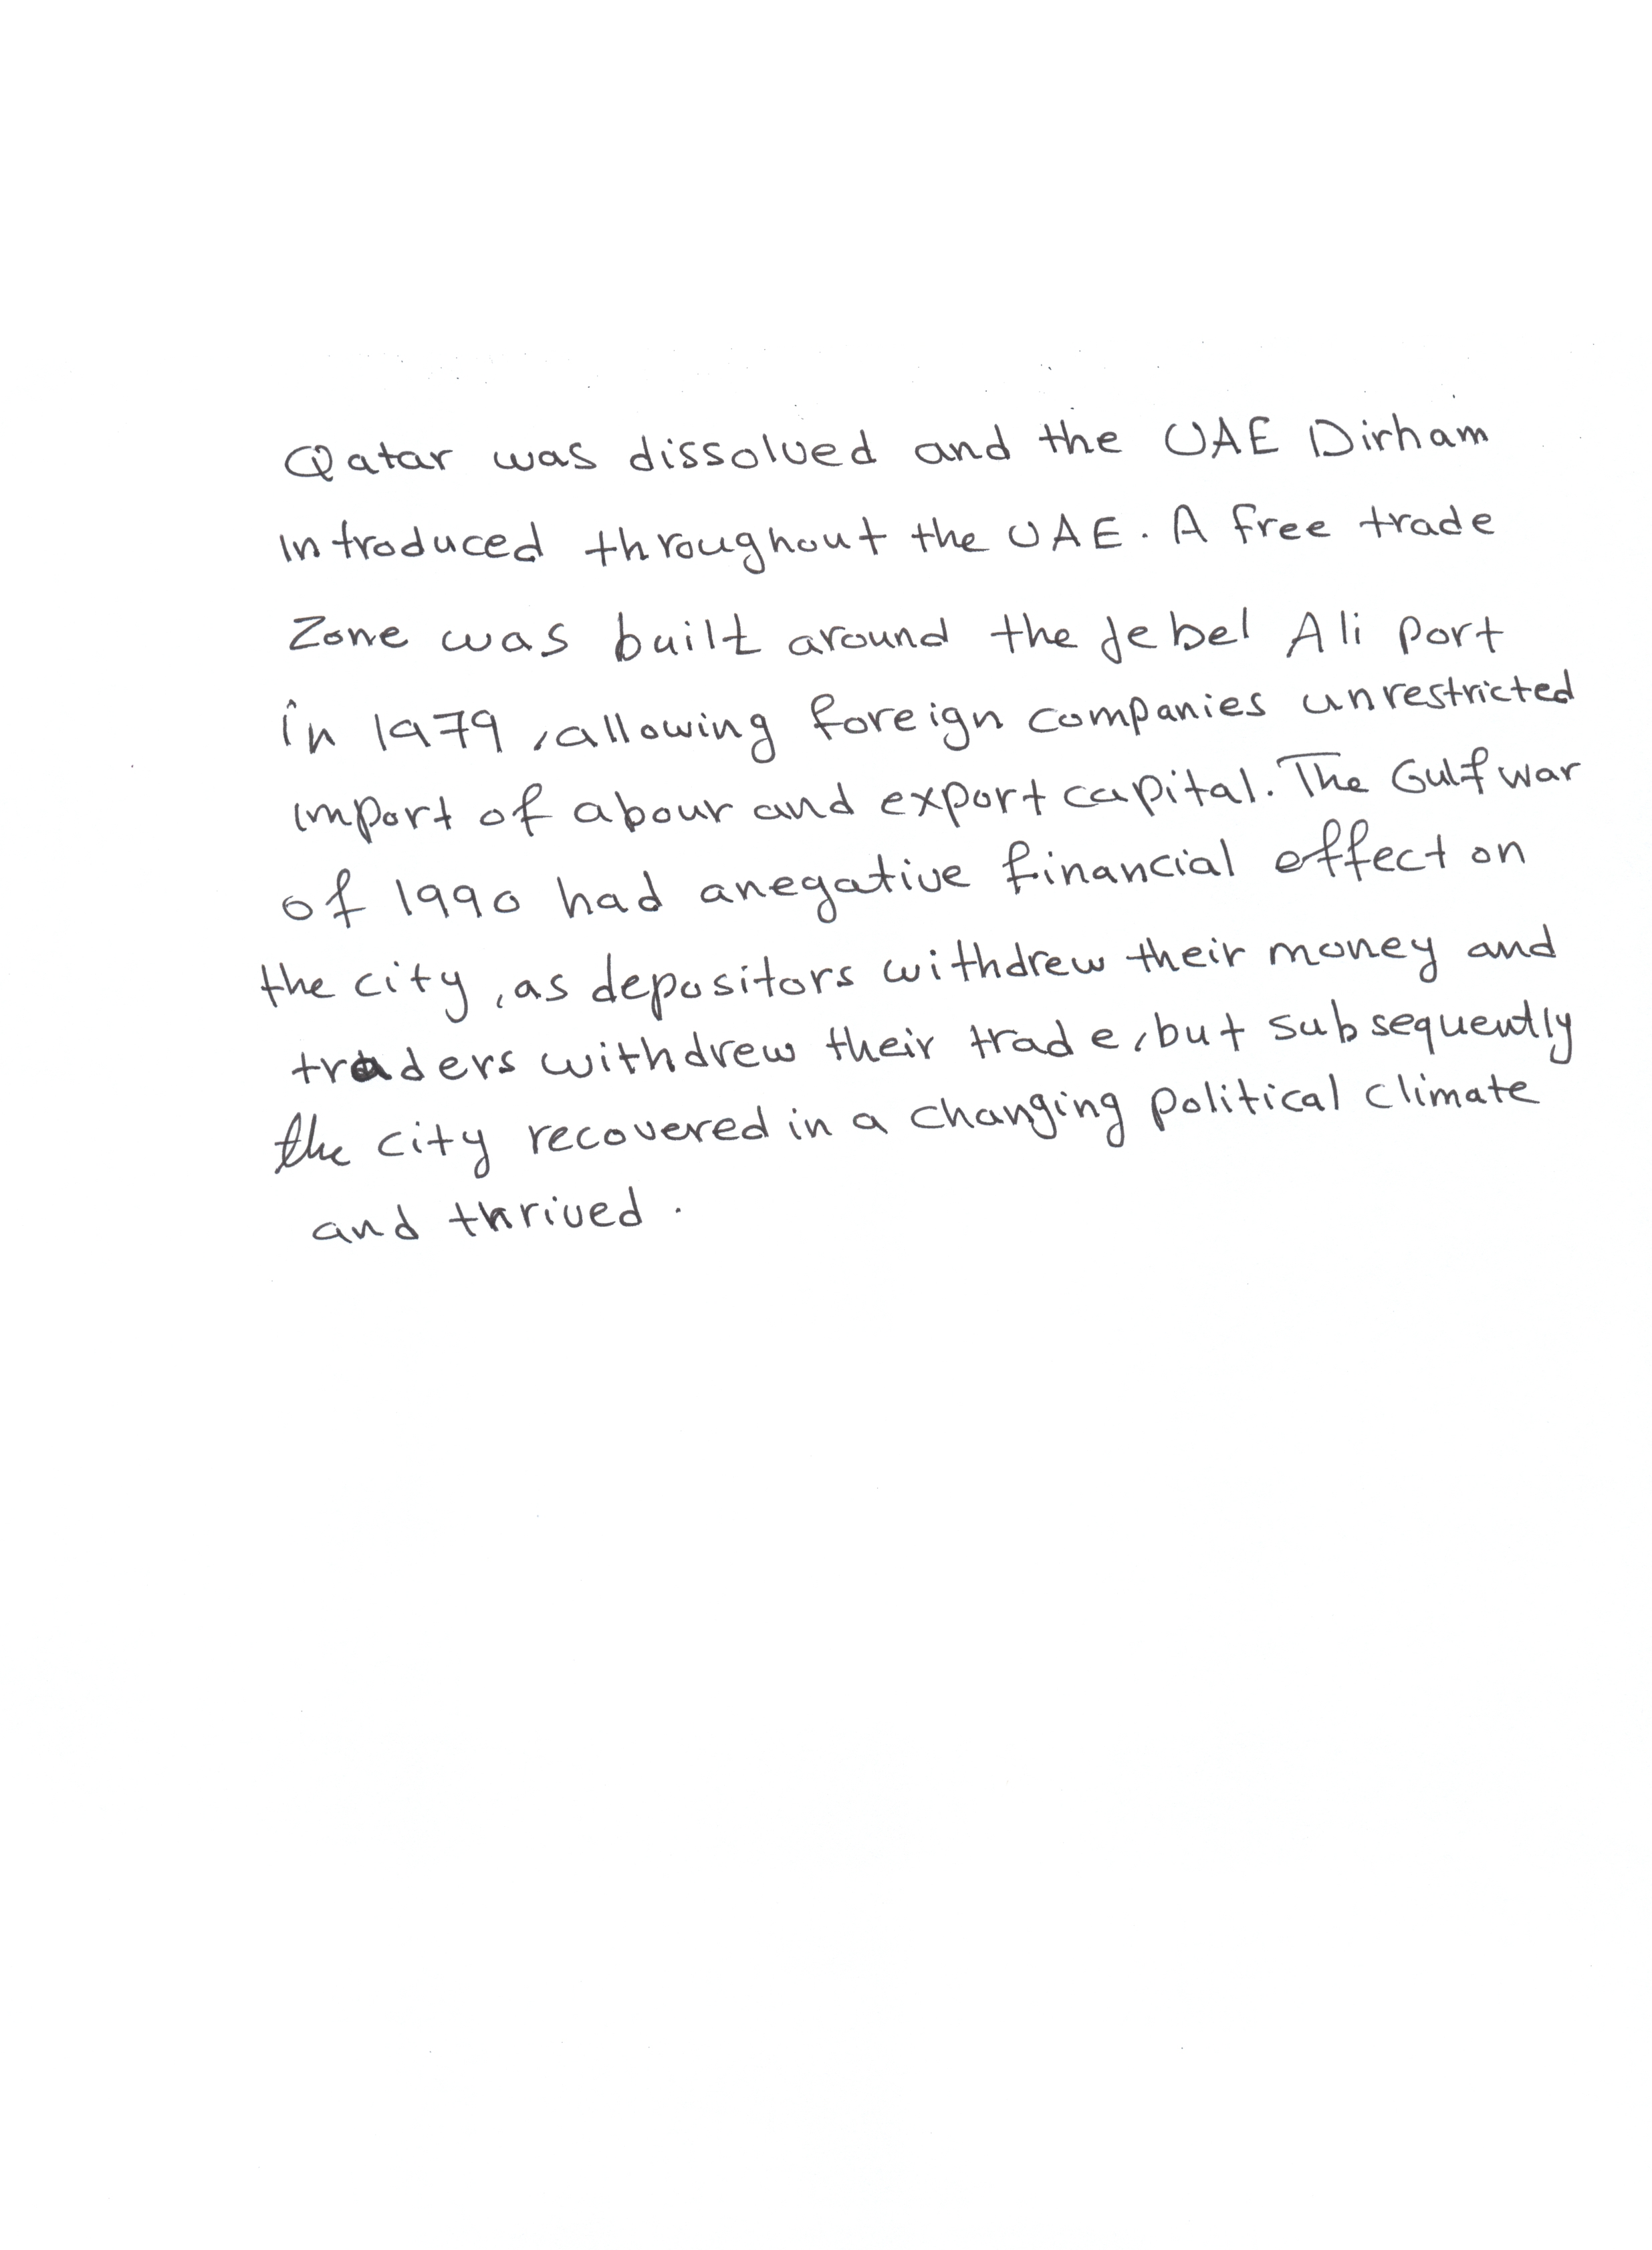 Qatar was dissolved and the UAE Dirham
introduced throughout the UAE. A free trade
Zone was built around the Jebel Ali port
in 1979, allowing foreign companies unrestricted
import of abour and export capital. The Gulf war
of 1990 had anegative financial effect on
the city, as depositors withdrew their money and
traders withdrew their trade, but subsequently
the city recovered in a changing political climate
and thrived.